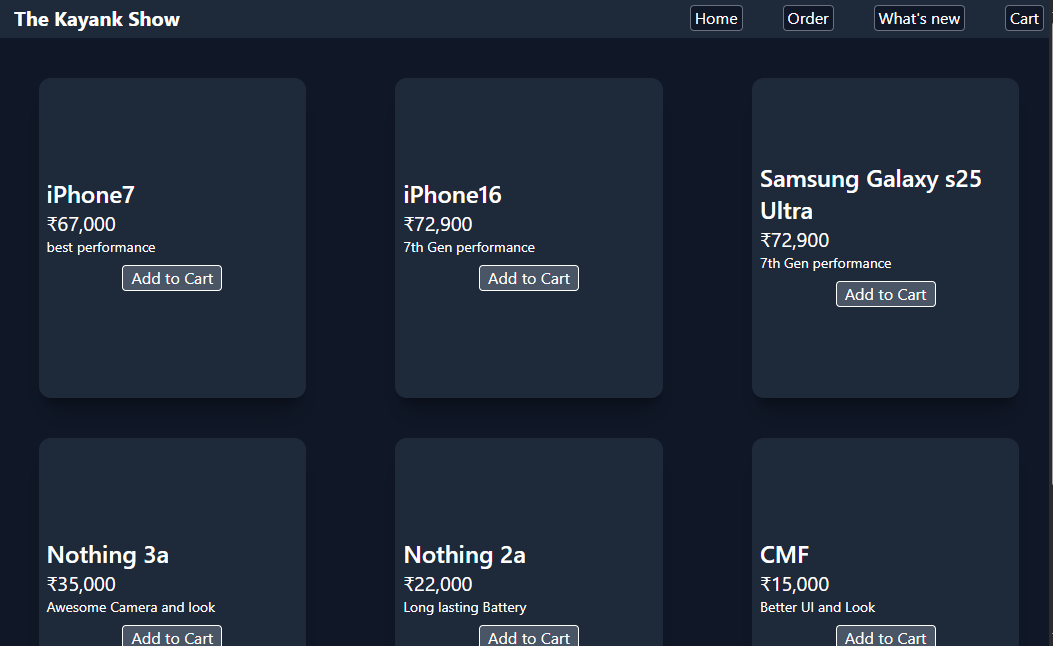 The Kayank Show
Home Order What's new Cart
iPhone7
₹67,000
best performance
Add to Cart
iPhone16
₹72,900
7th Gen performance
Add to Cart
Samsung Galaxy s25
Ultra
₹72,900
7th Gen performance
Add to Cart
Nothing 3a
₹35,000
Awesome Camera and look
Add to Cart
Nothing 2a
₹22,000
Long lasting Battery
Add to Cart
CMF
₹15,000
Better UI and Look
Add to Cart